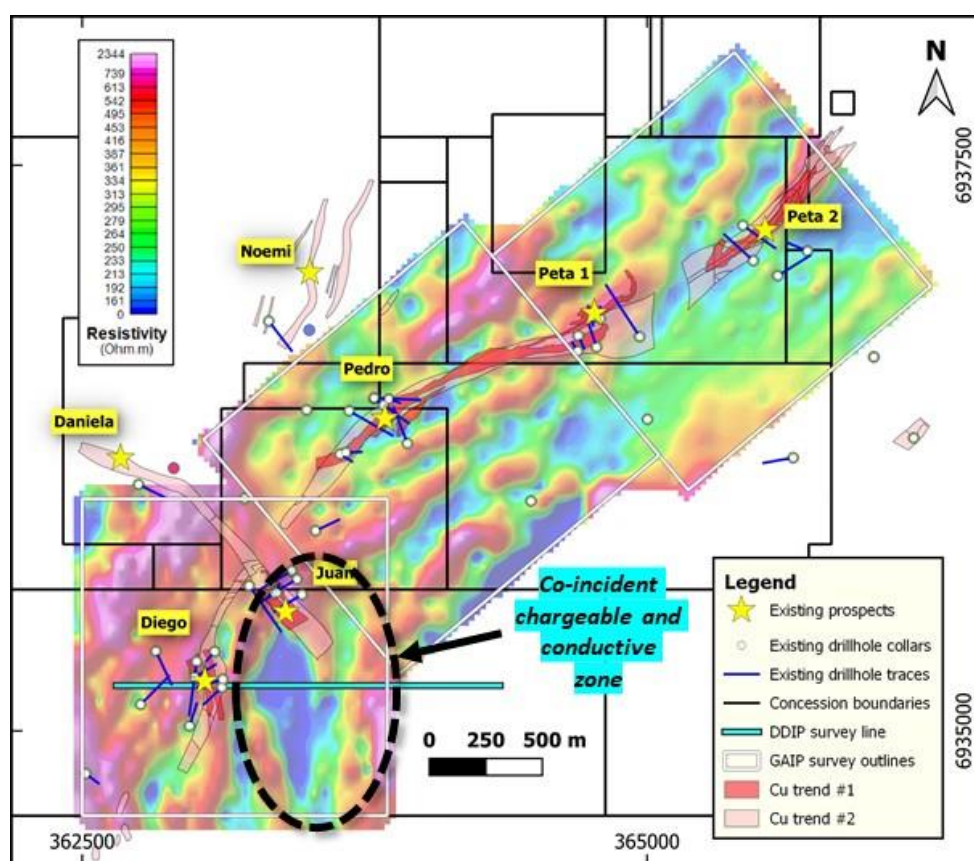 N
2344
739
613
542
495
453
416
386
361
334
313
295
279
264
250
233
213
192
161
0
Resistivity
(Ohm.m)
6937500
Noemi
Peta 2
Peta 1
Pedro
Daniela
Juan
Diego
Co-incident
chargeable and
conductive
zone
0 250 500 m
Legend
Existing prospects
Existing drillhole collars
Existing drillhole traces
Concession boundaries
DDIP survey line
GAIP survey outlines
Cu trend #1
Cu trend #2
6935000
362500
365000